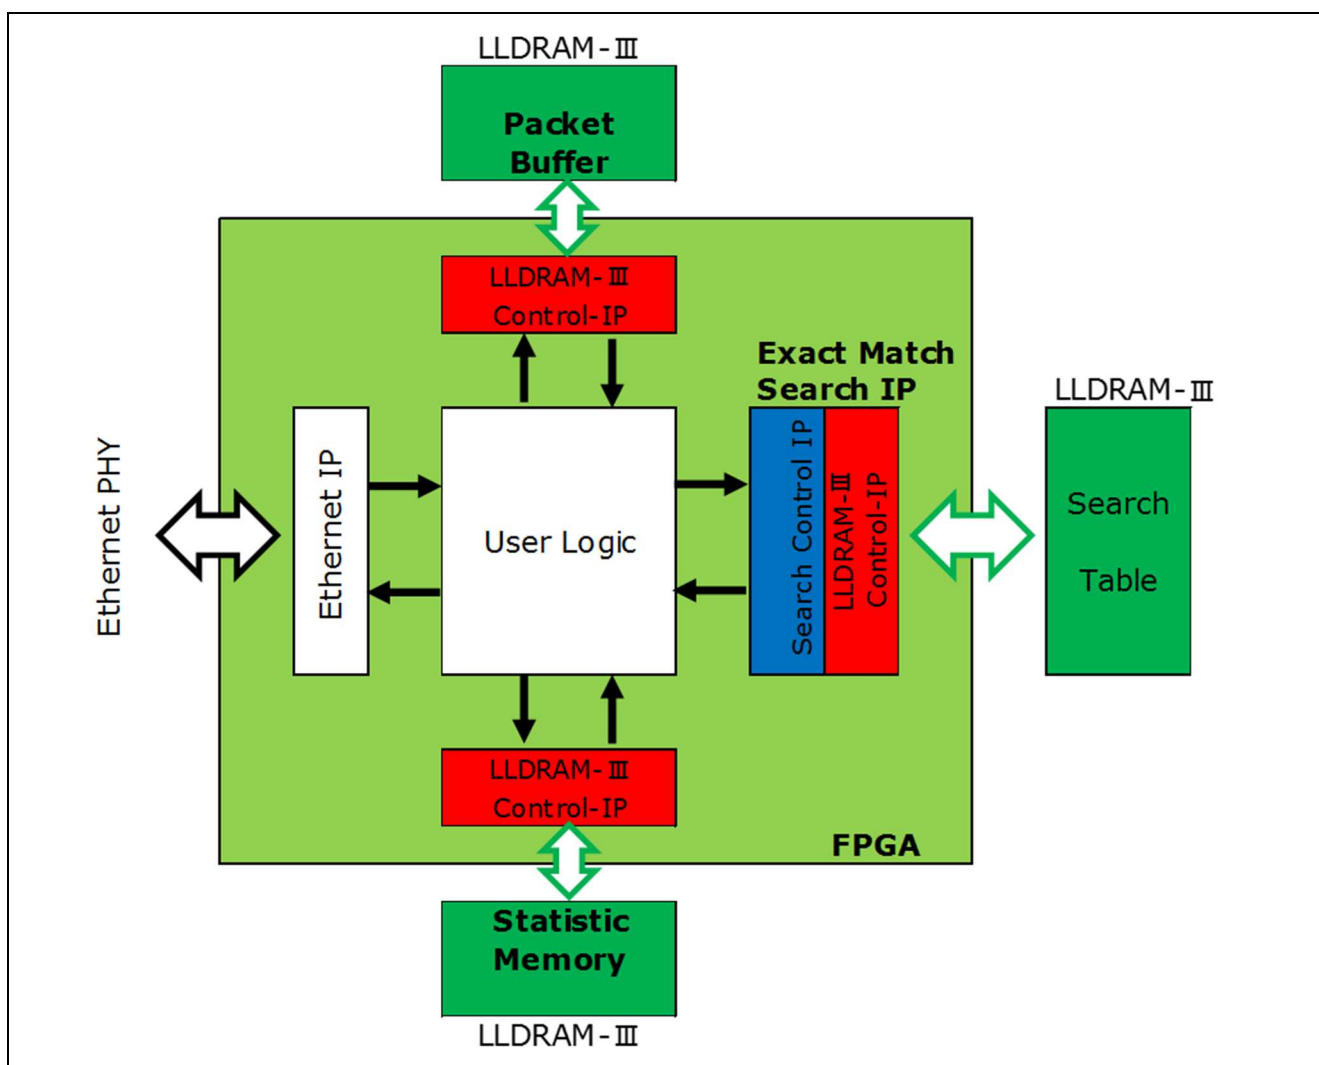 LLDRAM-Ⅲ
Packet
Buffer
LLDRAM-Ⅲ
Control-IP
Exact Match
Search IP
LLDRAM-Ⅲ
Ethernet PHY
Ethernet IP
User Logic
Search Control IP
LLDRAM-Ⅲ
Control-IP
Search
Table
LLDRAM-Ⅲ
Control-IP
FPGA
Statistic
Memory
LLDRAM-Ⅲ